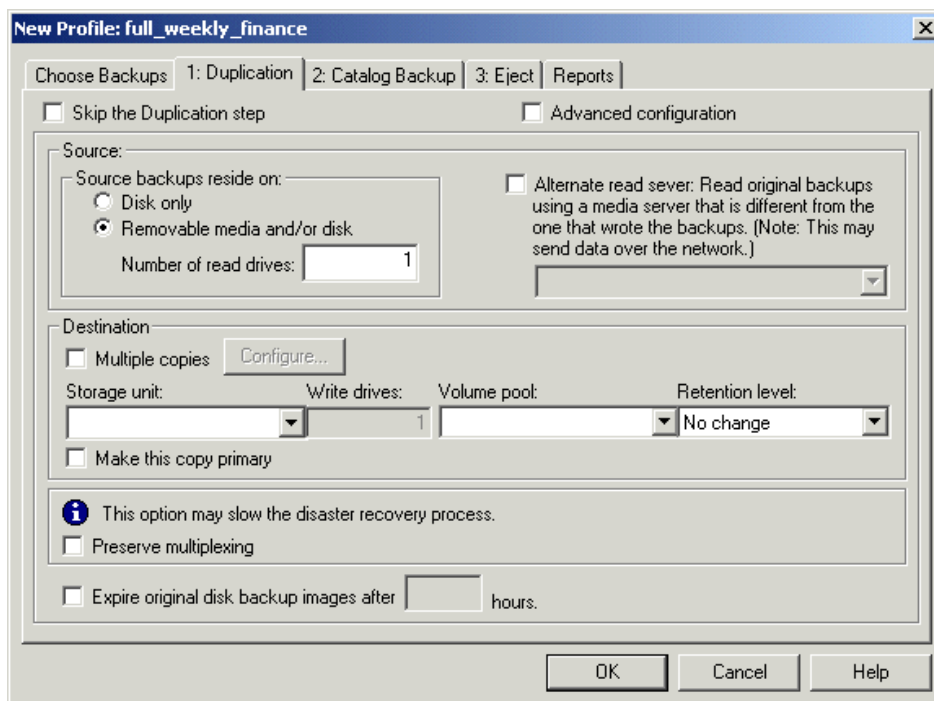 New Profile: full_weekly_finance
Choose Backups 1: Duplication 2: Catalog Backup 3: Eject Reports
Skip the Duplication step Advanced configuration
Source:
Source backups reside on:
Disk only
Removable media and/or disk
Number of read drives: 1
Alternate read sever: Read original backups
using a media server that is different from the
one that wrote the backups. (Note: This may
send data over the network.)
Destination
Multiple copies Configure...
Storage unit: Write drives: Volume pool: Retention level:
1 No change
Make this copy primary
This option may slow the disaster recovery process.
Preserve multiplexing
Expire original disk backup images after hours.
OK Cancel Help